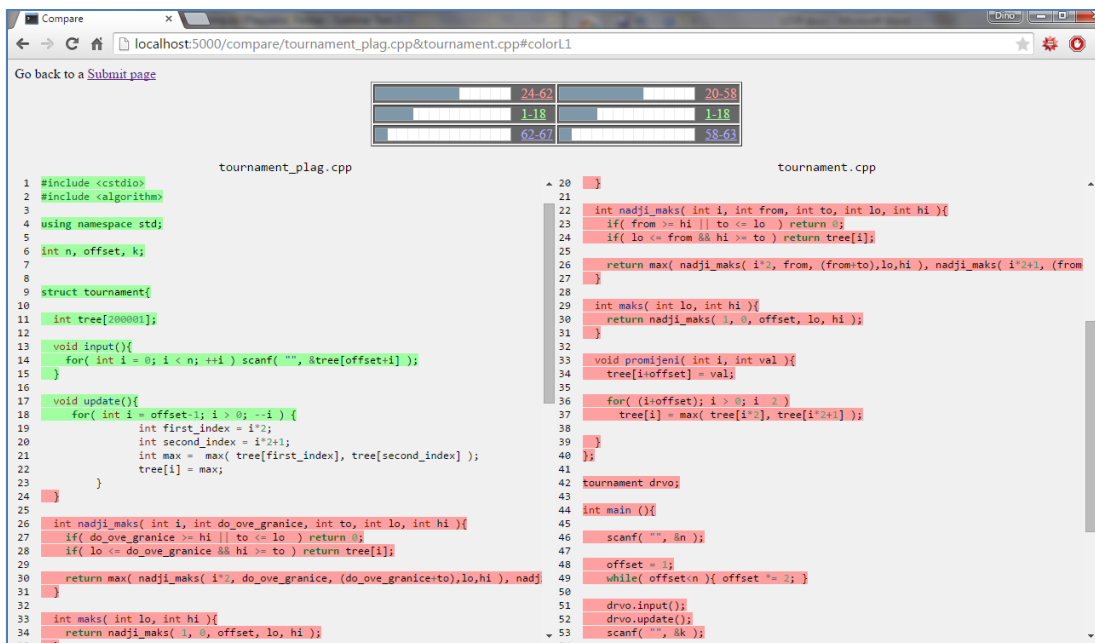 Compare
Dino
localhost:5000/compare/tournament_plag.cpp&tournament.cpp#colorL1
Go back to a Submit page
24-62 20-58
1-18 1-18
62-67 58-63
tournament_plag.cpp
1 #include <cstdio>
2 #include <algorithm>
3
4 using namespace std;
5
6 int n, offset, k;
7
8
9 struct tournament{
10
11 int tree[200001];
12
13 void input(){
14 for( int i = 0; i < n; ++i ) scanf( "", &tree[offset+i] );
15 }
16
17 void update(){
18 for( int i = offset-1; i > 0; --i ) {
19 int first_index = i*2;
20 int second_index = i*2+1;
21 int max = max( tree[first_index], tree[second_index] );
22 tree[i] = max;
23 }
24 }
25
26 int nadji_maks( int i, int do_ove_granice, int to, int lo, int hi ){
27 if( do_ove_granice >= hi || to <= lo ) return 0;
28 if( lo <= do_ove_granice && hi >= to ) return tree[i];
29
30 return max( nadji_maks( i*2, do_ove_granice, (do_ove_granice+to),lo,hi ), nadj
31 }
32
33 int maks( int lo, int hi ){
34 return nadji_maks( 1, 0, offset, lo, hi );
tournament.cpp
20 }
21
22 int nadji_maks( int i, int from, int to, int lo, int hi ){
23 if( from >= hi || to <= lo ) return 0;
24 if( lo <= from && hi >= to ) return tree[i];
25
26 return max( nadji_maks( i*2, from, (from+to),lo,hi ), nadji_maks( i*2+1, (from
27 }
28
29 int maks( int lo, int hi ){
30 return nadji_maks( 1, 0, offset, lo, hi );
31 }
32
33 void promijeni( int i, int val ){
34 tree[i+offset] = val;
35
36 for( (i+offset); i > 0; i 2 )
37 tree[i] = max( tree[i*2], tree[i*2+1] );
38
39 }
40 };
41
42 tournament drvo;
43
44 int main (){
45
46 scanf( "", &n );
47
48 offset = 1;
49 while( offset<n ){ offset *= 2; }
50
51 drvo.input();
52 drvo.update();
53 scanf( "", &k );